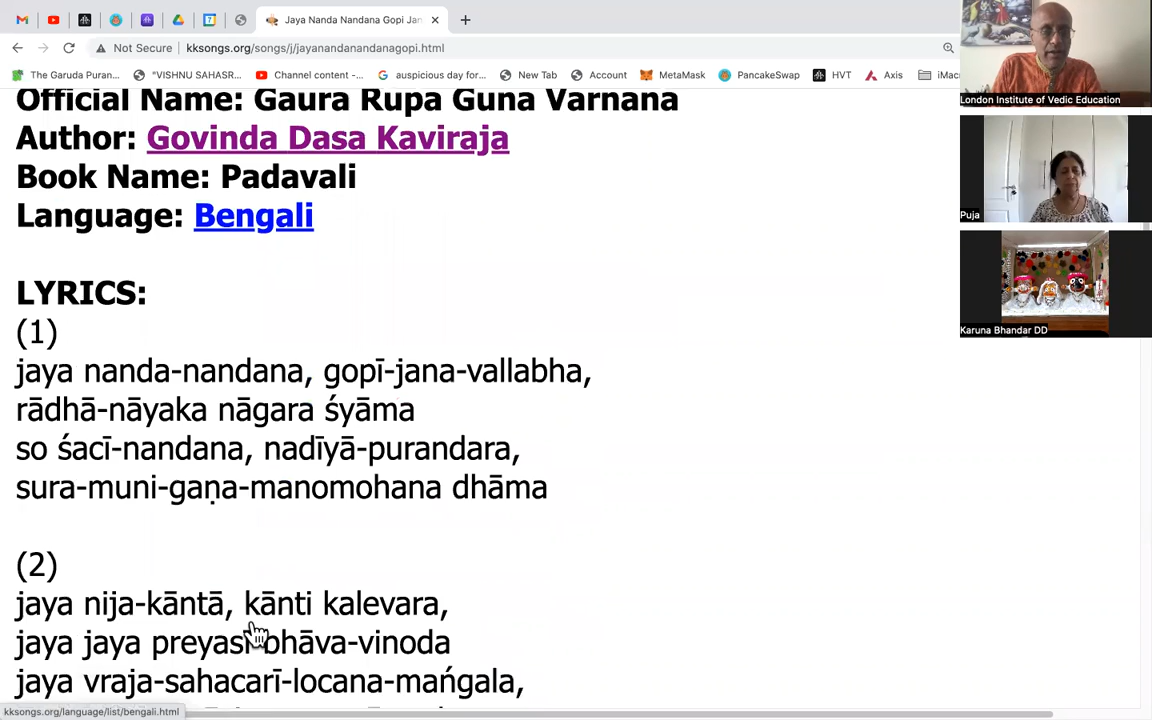 Jaya Nanda Nandana Gopi Jan
Not Secure
kksongs.org/songs/j/jayanandanandanagopi.html
The Garuda Puran...
"VISHNU SAHASR...
Channel content -...
auspicious day for...
New Tab
Account
MetaMask
PancakeSwap
HVT
Axis
iMac
London Institute of Vedic Education
Puja
Karuna Bhandar DD
Official Name: Gaura Rupa Guna Varnana
Author: Govinda Dasa Kaviraja
Book Name: Padavali
Language: Bengali
LYRICS:
(1)
jaya nanda-nandana, gopī-jana-vallabha,
rādhā-nāyaka nāgara śyāma
so śacī-nandana, nadīyā-purandara,
sura-muni-gaṇa-manomohana dhāma
(2)
jaya nija-kāntā, kānti kalevara,
jaya jaya preyasī bhāva-vinoda
jaya vraja-sahacarī-locana-mańgala,
kksongs.org/language/list/bengali.html